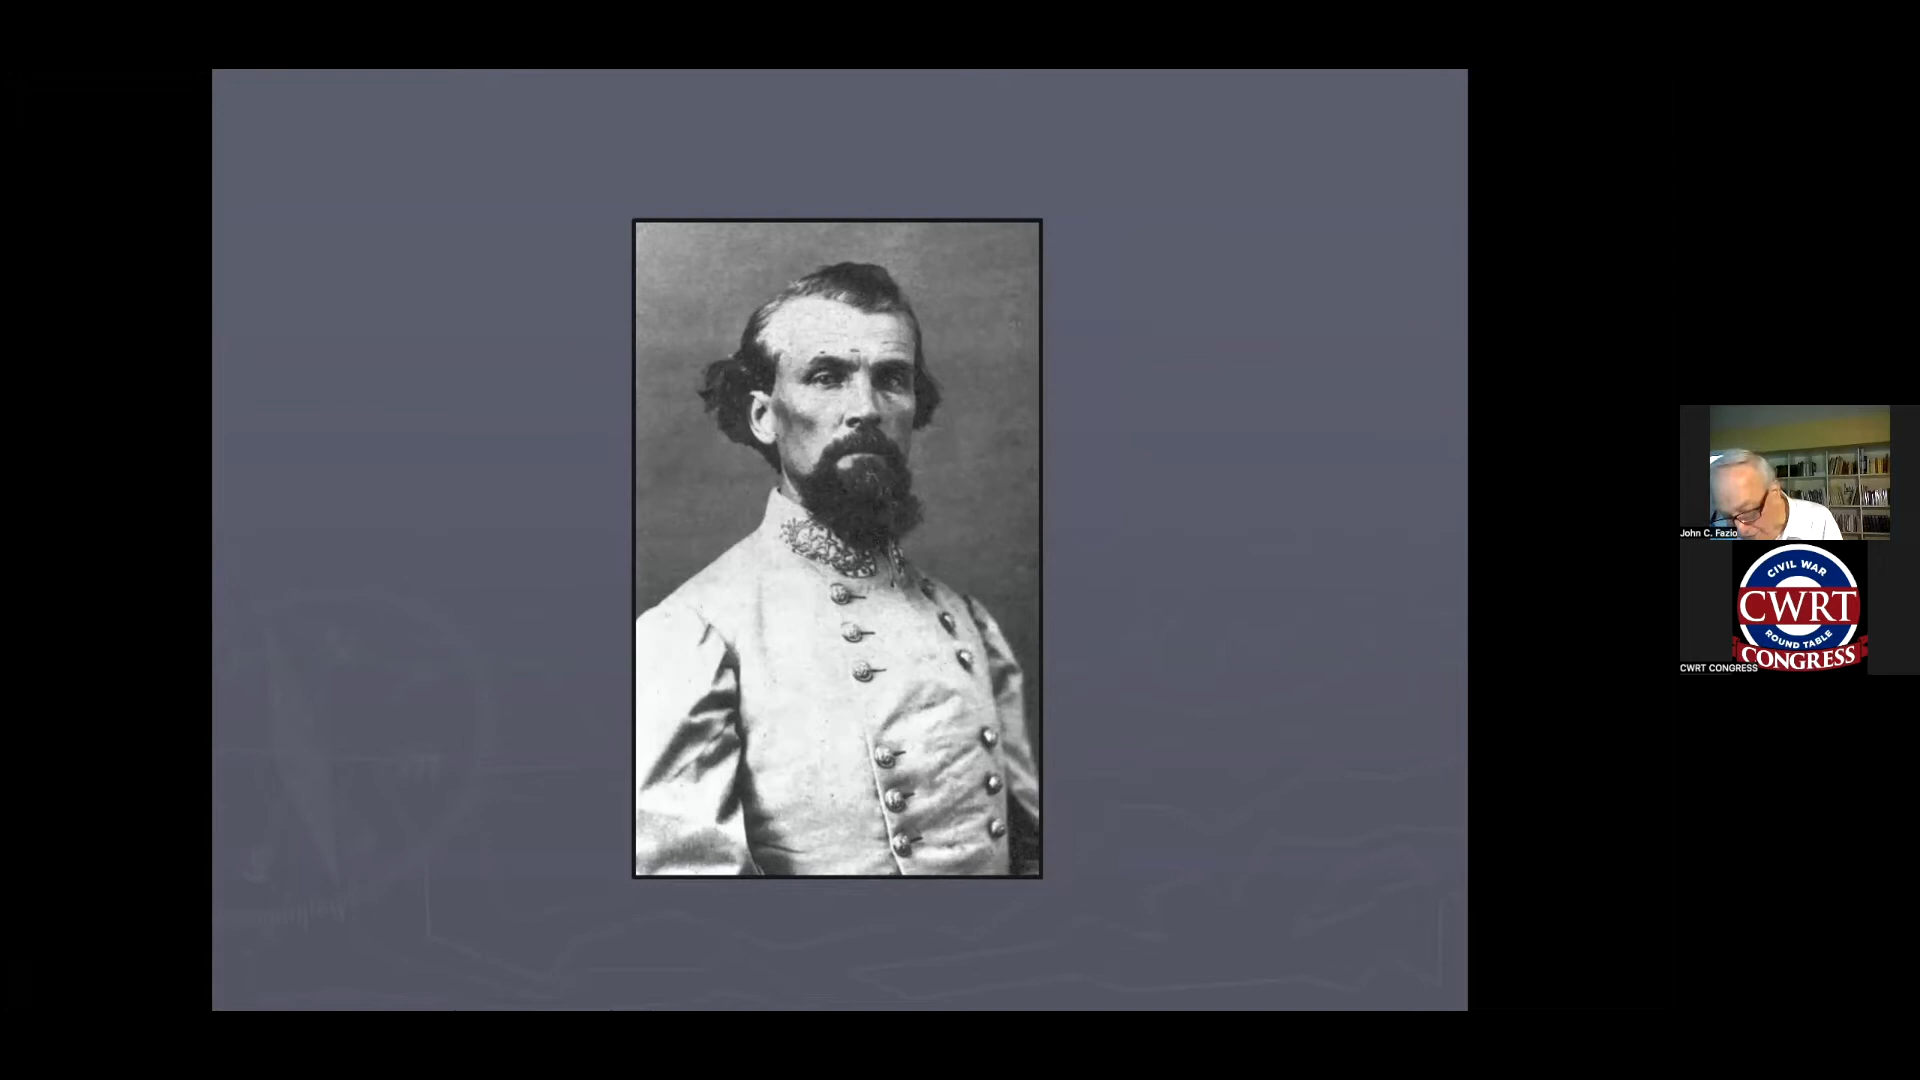 John C. Fazio
CIVIL WAR
CWRT
ROUND TABLE
CONGRESS
CWRT CONGRESS